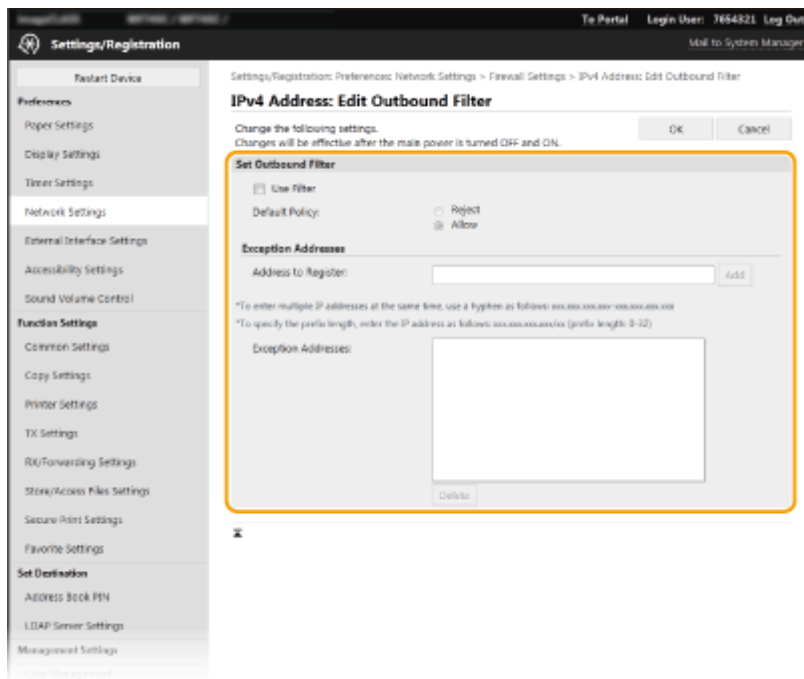 To Portal Login User: 7654321 Log Out
Settings/Registration
Mail to System Manager
Restart Device
Preferences
Paper Settings
Display Settings
Timer Settings
Network Settings
External Interface Settings
Accessibility Settings
Sound Volume Control
Function Settings
Common Settings
Copy Settings
Printer Settings
TX Settings
RX/Forwarding Settings
Store/Access Files Settings
Secure Print Settings
Favorite Settings
Set Destination
Address Book PIN
LDAP Server Settings
Management Settings
User Management
Settings/Registration: Preferences: Network Settings > Firewall Settings > IPv4 Address: Edit Outbound Filter
IPv4 Address: Edit Outbound Filter
Change the following settings.
Changes will be effective after the main power is turned OFF and ON.
OK Cancel
Set Outbound Filter
Use Filter
Default Policy: Reject
Allow
Exception Addresses
Address to Register: Add
*To enter multiple IP addresses at the same time, use a hyphen as follows: xxx.xxx.xxx.xxx-xxx.xxx.xxx.xxx
*To specify the prefix length, enter the IP address as follows: xxx.xxx.xxx.xxx/xx (prefix length: 0-32)
Exception Addresses:
Delete